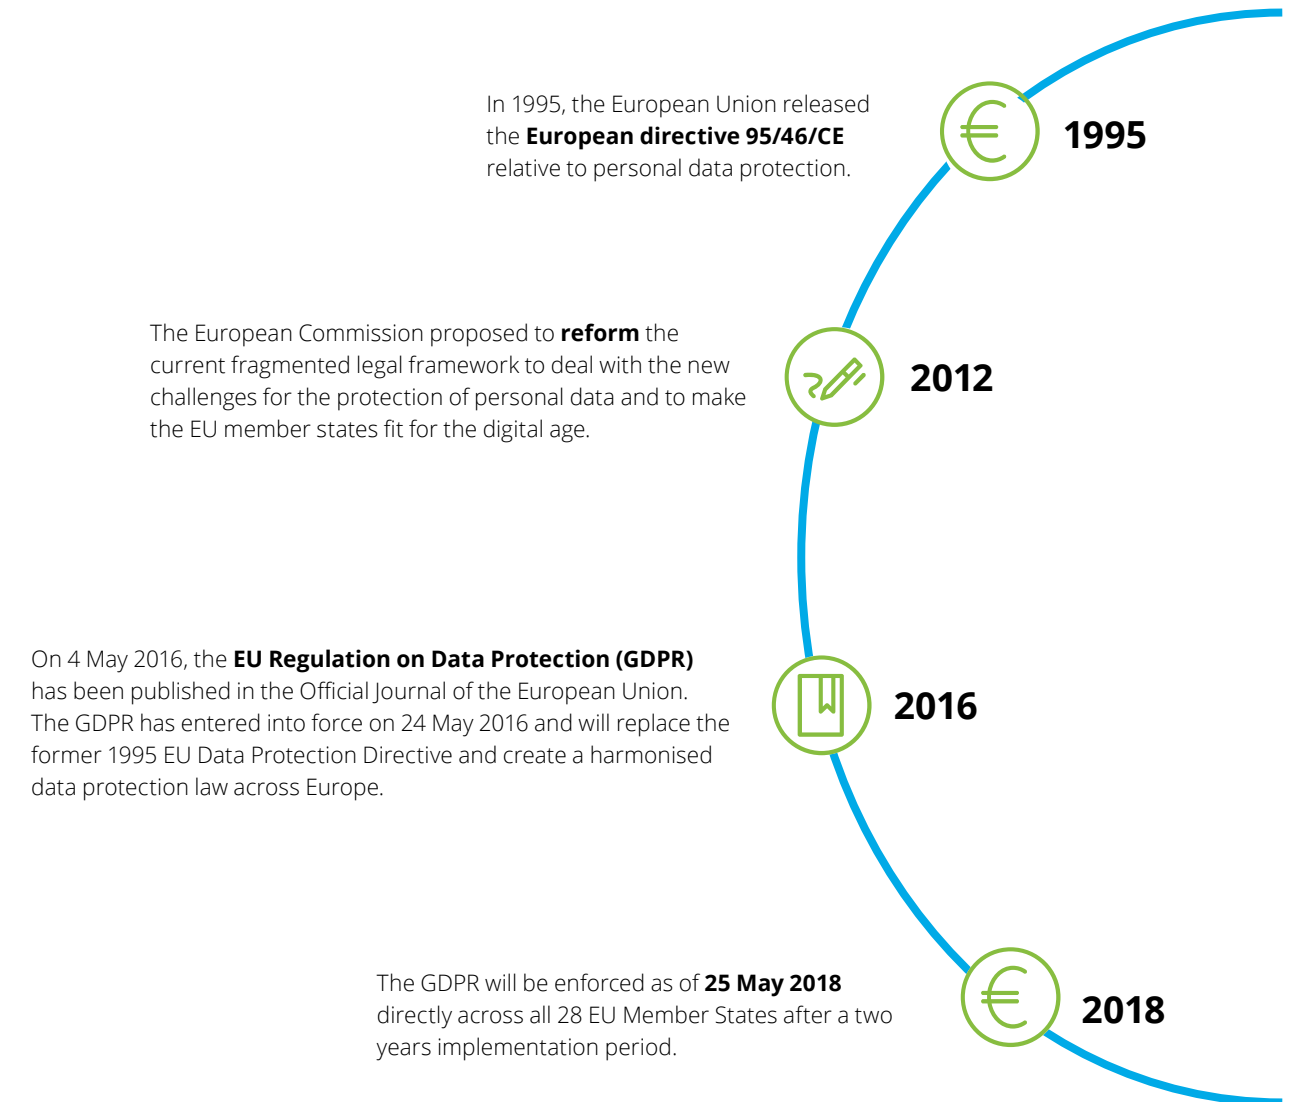 In 1995, the European Union released
the European directive 95/46/CE
relative to personal data protection.
1995
The European Commission proposed to reform the
current fragmented legal framework to deal with the new
challenges for the protection of personal data and to make
the EU member states fit for the digital age.
2012
On 4 May 2016, the EU Regulation on Data Protection (GDPR)
has been published in the Official Journal of the European Union.
The GDPR has entered into force on 24 May 2016 and will replace the
former 1995 EU Data Protection Directive and create a harmonised
data protection law across Europe.
2016
The GDPR will be enforced as of 25 May 2018
directly across all 28 EU Member States after a two
years implementation period.
2018